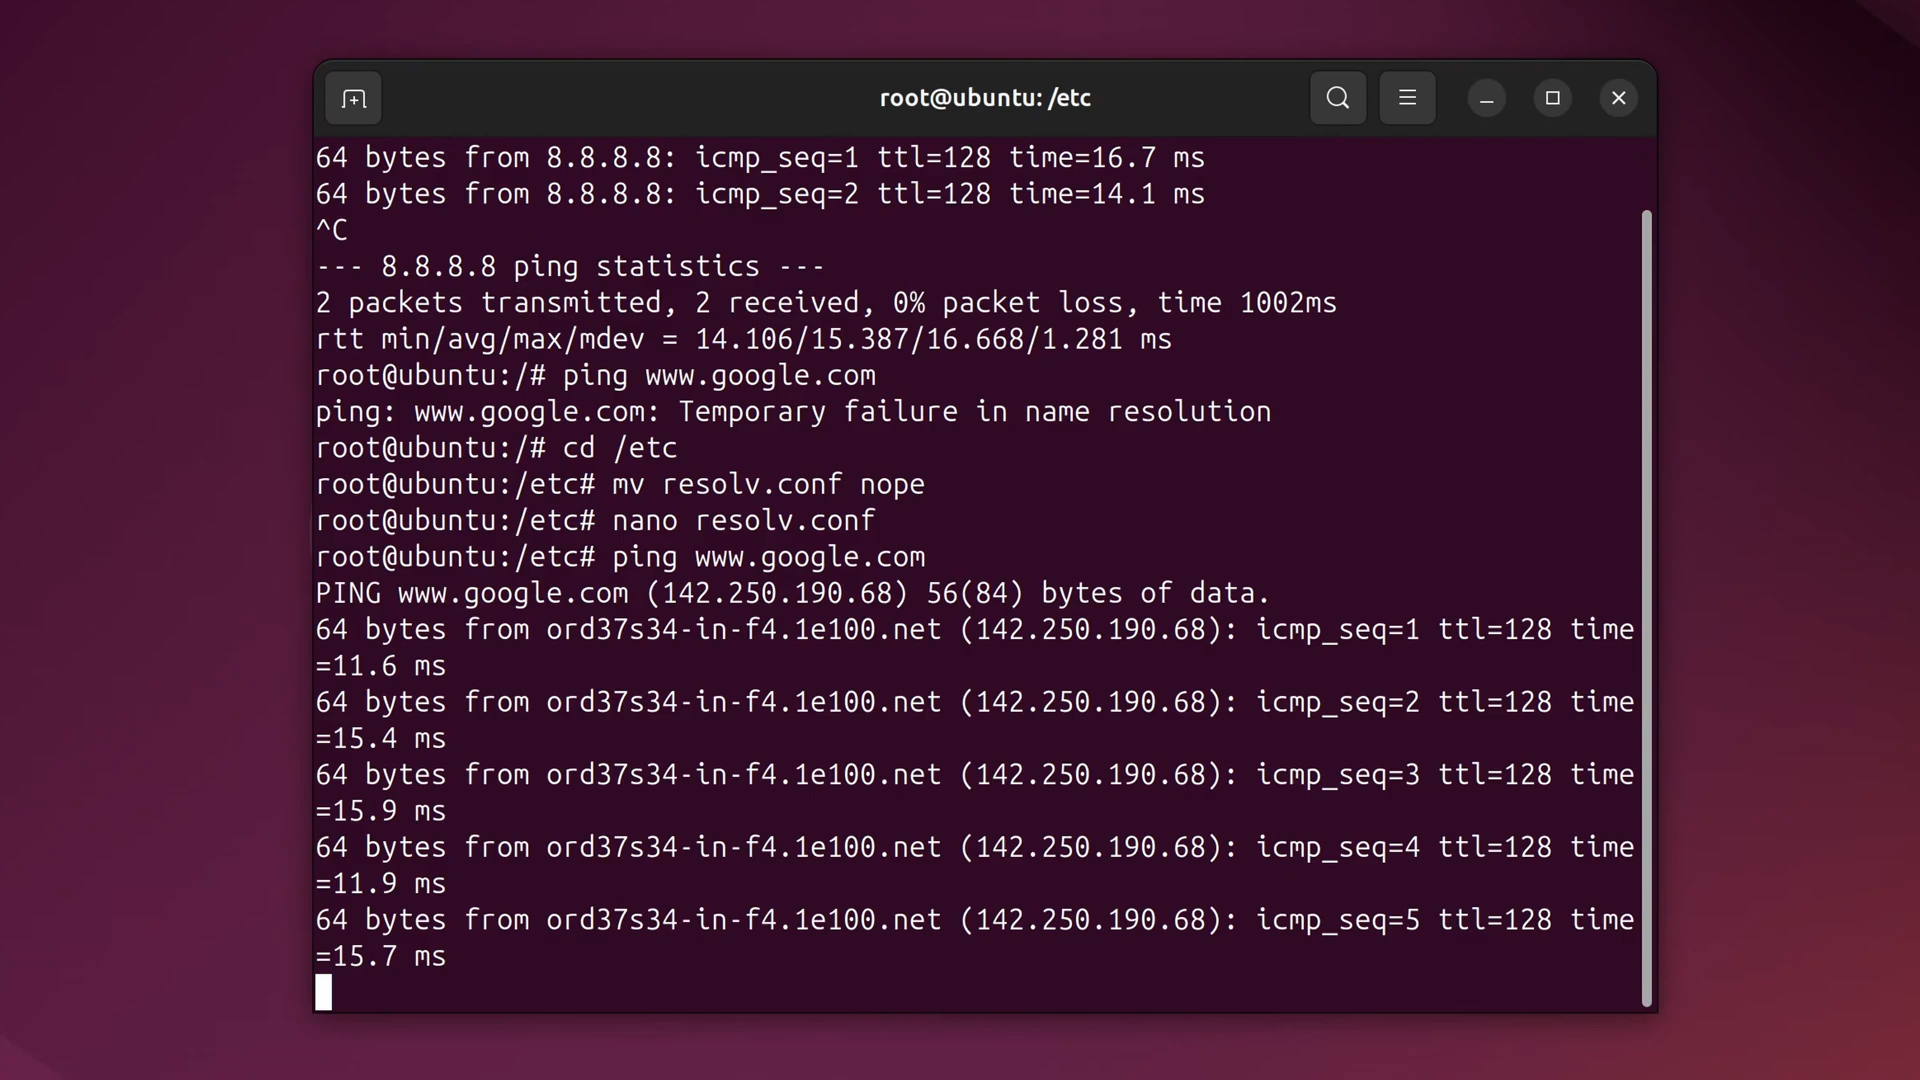 root@ubuntu: /etc
64 bytes from 8.8.8.8: icmp_seq=1 ttl=128 time=16.7 ms
64 bytes from 8.8.8.8: icmp_seq=2 ttl=128 time=14.1 ms
^C
--- 8.8.8.8 ping statistics ---
2 packets transmitted, 2 received, 0% packet loss, time 1002ms
rtt min/avg/max/mdev = 14.106/15.387/16.668/1.281 ms
root@ubuntu:/# ping www.google.com
ping: www.google.com: Temporary failure in name resolution
root@ubuntu:/# cd /etc
root@ubuntu:/etc# mv resolv.conf nope
root@ubuntu:/etc# nano resolv.conf
root@ubuntu:/etc# ping www.google.com
PING www.google.com (142.250.190.68) 56(84) bytes of data.
64 bytes from ord37s34-in-f4.1e100.net (142.250.190.68): icmp_seq=1 ttl=128 time
=11.6 ms
64 bytes from ord37s34-in-f4.1e100.net (142.250.190.68): icmp_seq=2 ttl=128 time
=15.4 ms
64 bytes from ord37s34-in-f4.1e100.net (142.250.190.68): icmp_seq=3 ttl=128 time
=15.9 ms
64 bytes from ord37s34-in-f4.1e100.net (142.250.190.68): icmp_seq=4 ttl=128 time
=11.9 ms
64 bytes from ord37s34-in-f4.1e100.net (142.250.190.68): icmp_seq=5 ttl=128 time
=15.7 ms